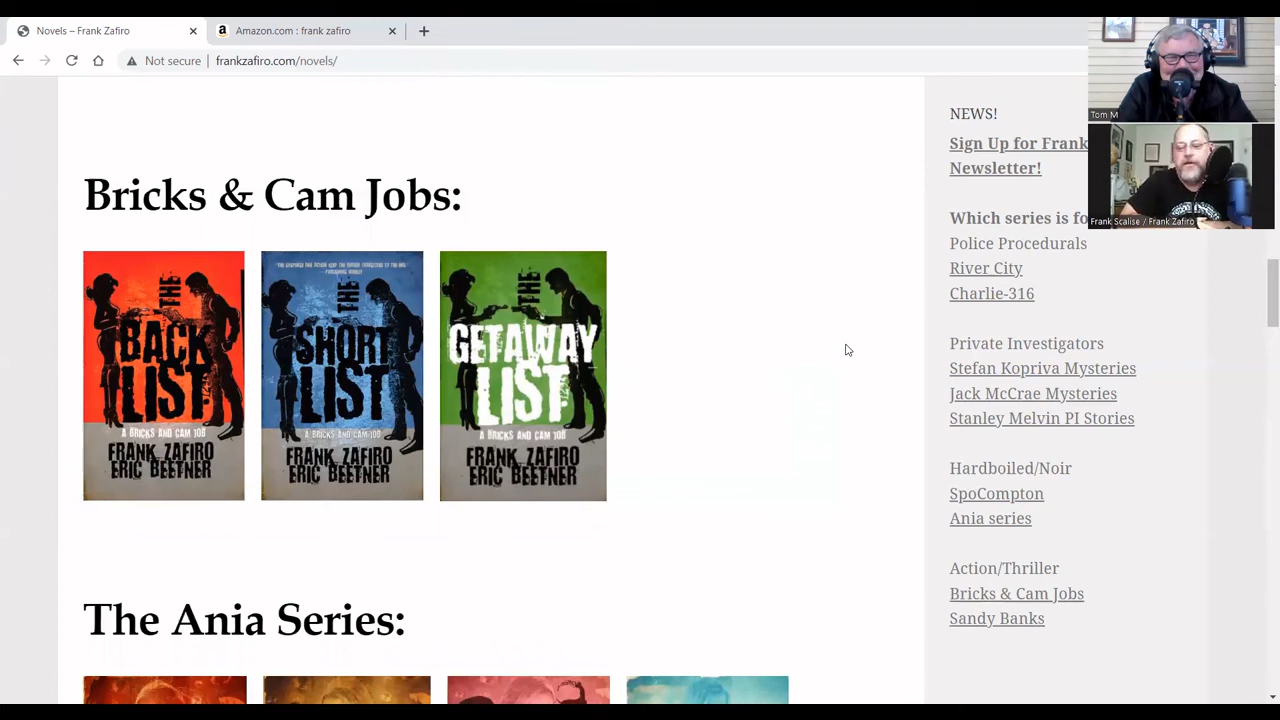 Novels – Frank Zafiro
Amazon.com : frank zafiro
Not secure
frankzafiro.com/novels/
Tom M
Frank Scalise / Frank Zafiro
Bricks & Cam Jobs:
THE
BACK
LIST
A BRICKS AND CAM JOB
FRANK ZAFIRO
ERIC BEETNER
THE
SHORT
LIST
A BRICKS AND CAM JOB
FRANK ZAFIRO
ERIC BEETNER
THE
GETAWAY
LIST
A BRICKS AND CAM JOB
FRANK ZAFIRO
ERIC BEETNER
The Ania Series:
NEWS!
Sign Up for Frank
Newsletter!
Which series is fo
Police Procedurals
River City
Charlie-316
Private Investigators
Stefan Kopriva Mysteries
Jack McCrae Mysteries
Stanley Melvin PI Stories
Hardboiled/Noir
SpoCompton
Ania series
Action/Thriller
Bricks & Cam Jobs
Sandy Banks